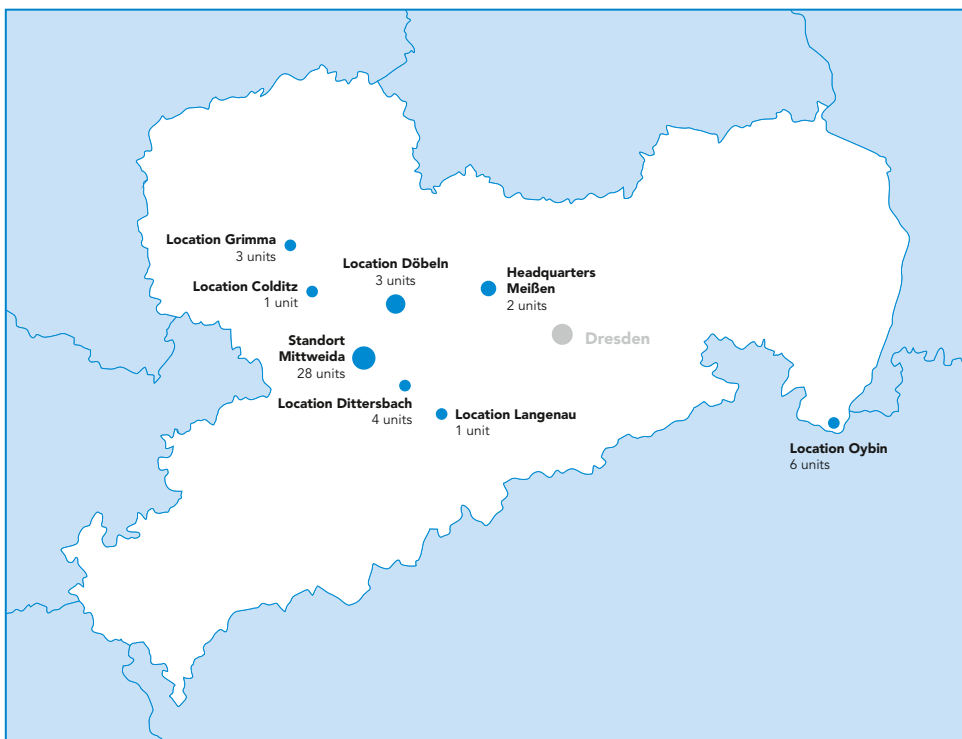 Location Grimma
3 units
Location Colditz
1 unit
Location Döbeln
3 units
Headquarters
Meißen
2 units
Dresden
Standort
Mittweida
28 units
Location Dittersbach
4 units
Location Langenau
1 unit
Location Oybin
6 units